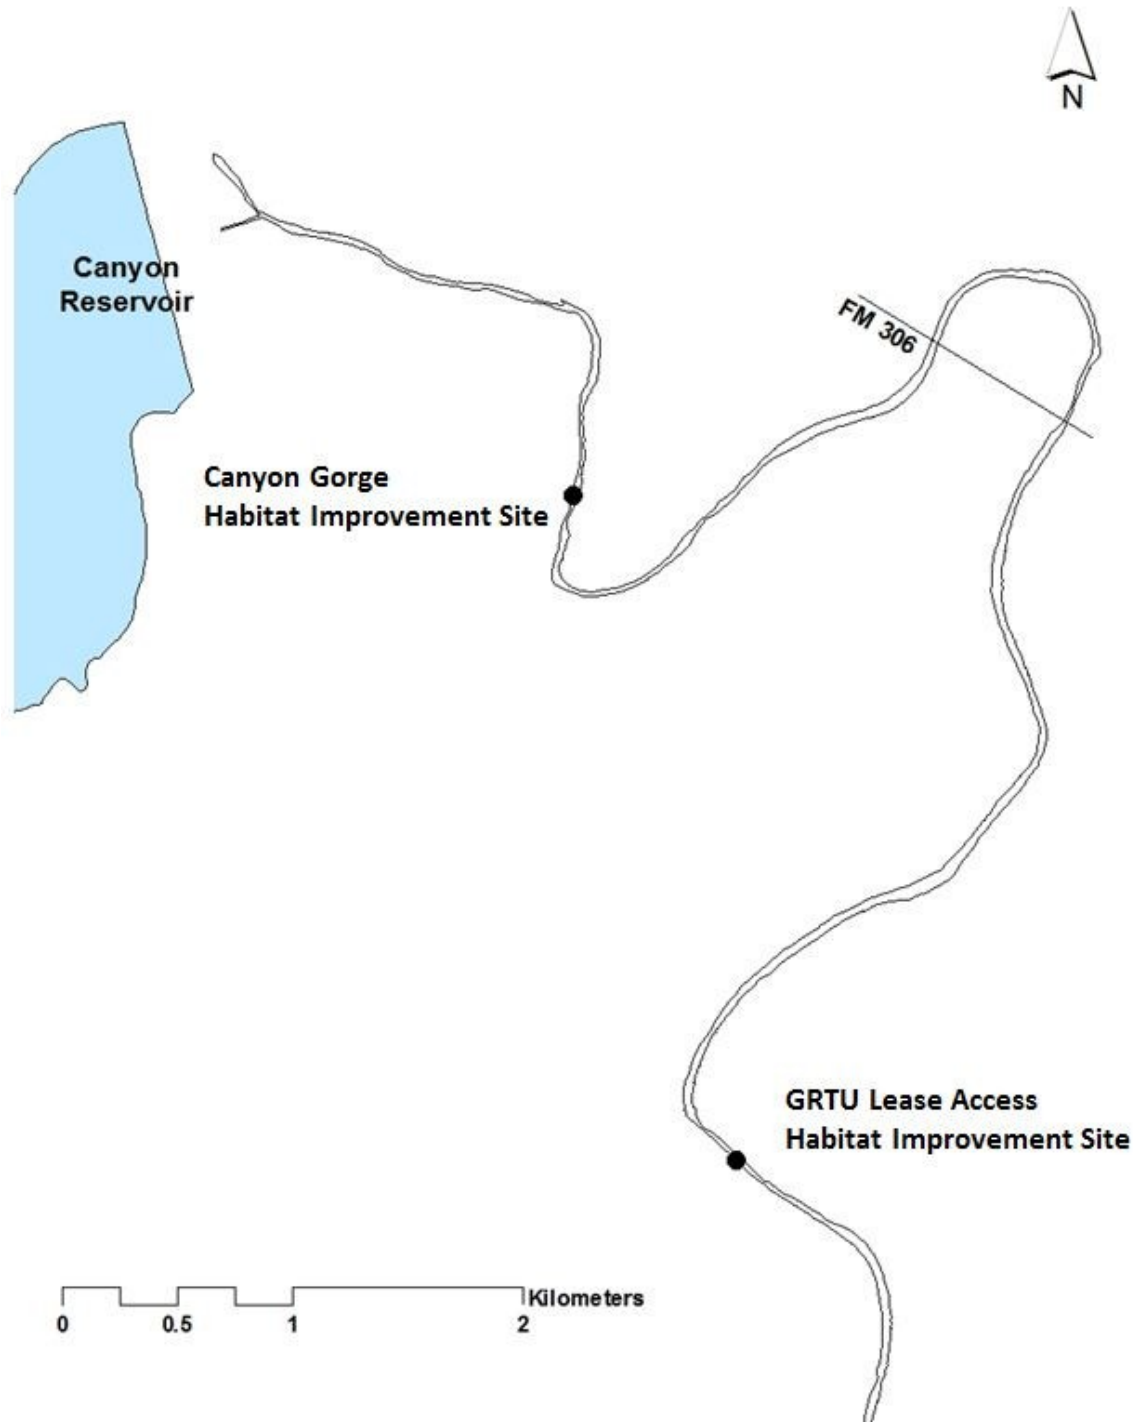 N
Canyon
Reservoir
FM 306
Canyon Gorge
Habitat Improvement Site
GRTU Lease Access
Habitat Improvement Site
Kilometers
0 0.5 1 2